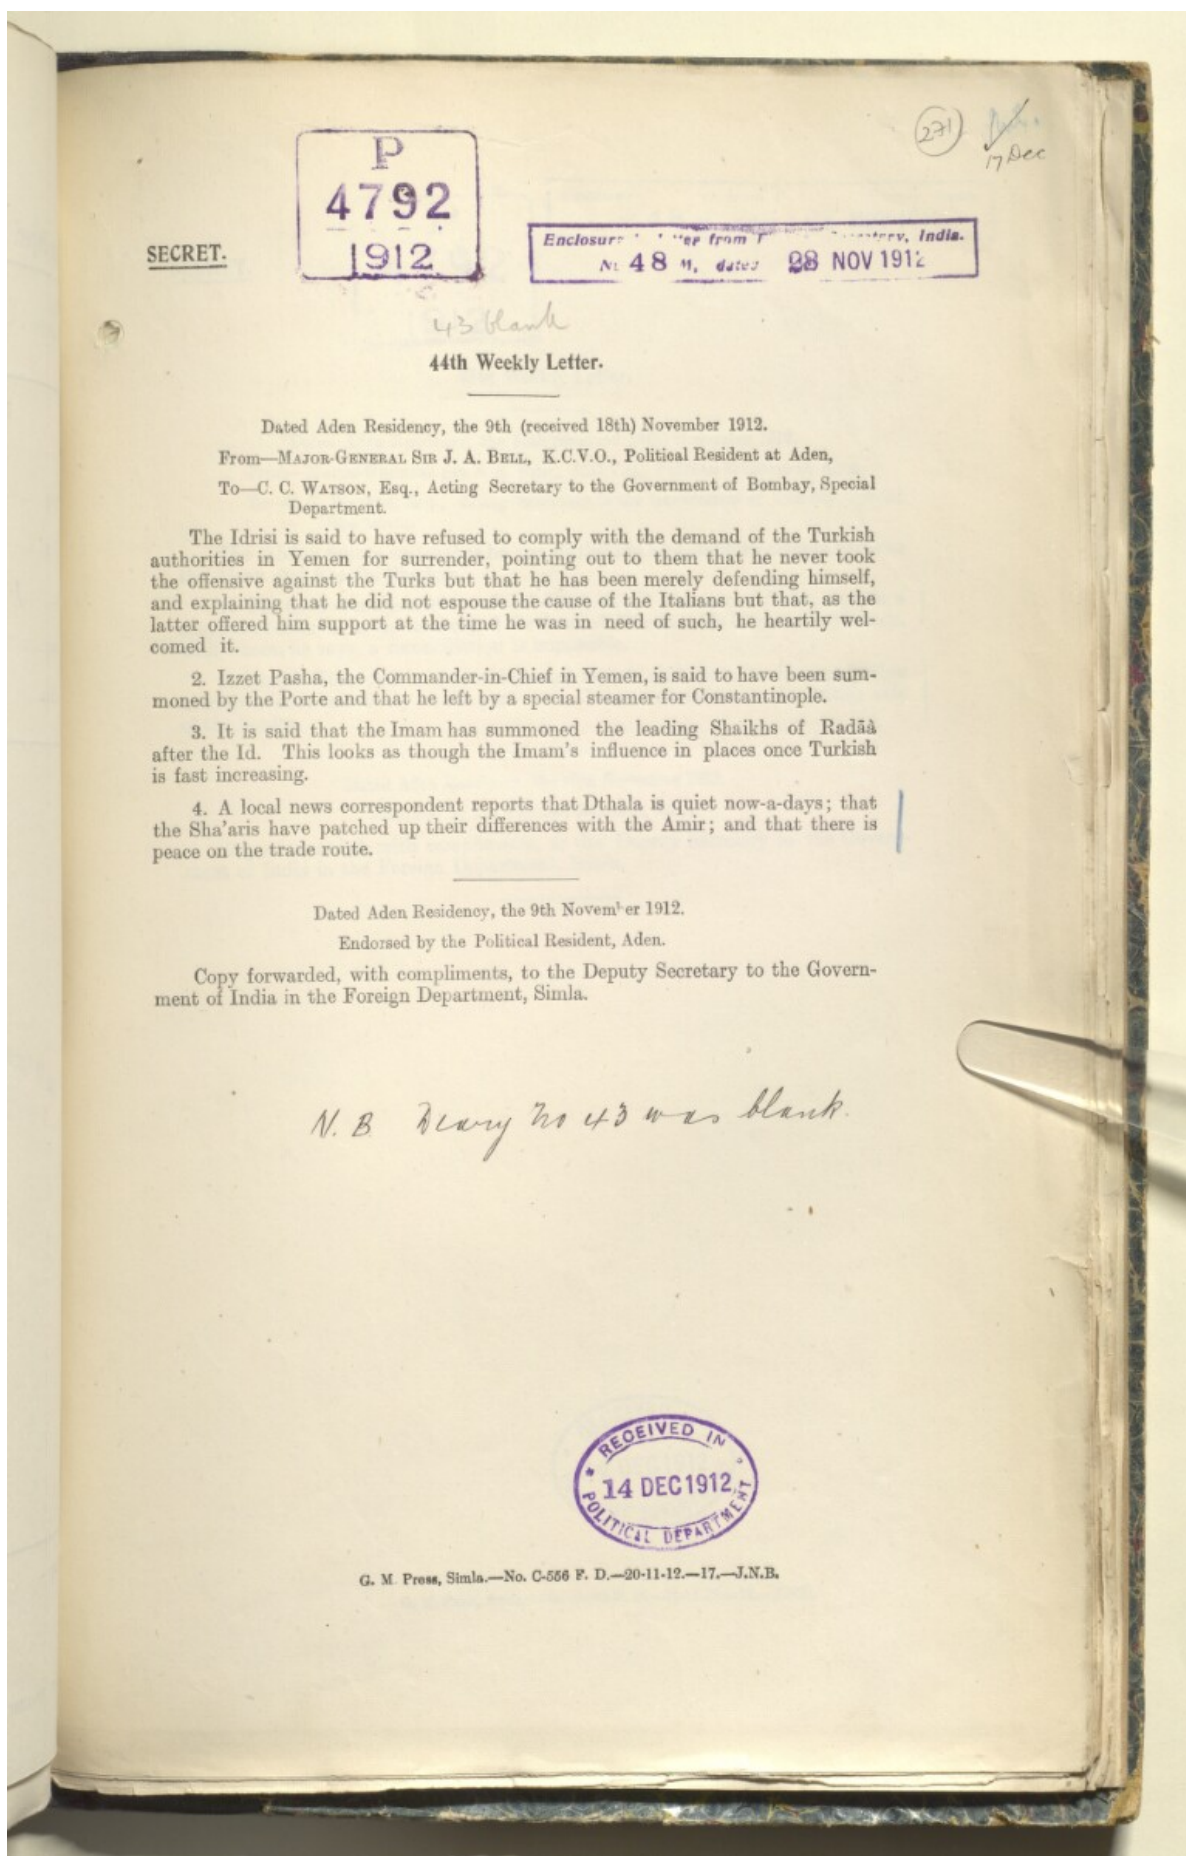 271
17 Dec
P
4792
1912
SECRET.
Enclosure from India.
No 48 M, dated 28 NOV 1912
43 blank
44th Weekly Letter.
Dated Aden Residency, the 9th (received 18th) November 1912.
From—MAJOR-GENERAL SIR J. A. BELL, K.C.V.O., Political Resident at Aden,
To—C. C. WATSON, Esq., Acting Secretary to the Government of Bombay, Special
Department.
The Idrisi is said to have refused to comply with the demand of the Turkish
authorities in Yemen for surrender, pointing out to them that he never took
the offensive against the Turks but that he has been merely defending himself,
and explaining that he did not espouse the cause of the Italians but that, as the
latter offered him support at the time he was in need of such, he heartily wel-
comed it.
2. Izzet Pasha, the Commander-in-Chief in Yemen, is said to have been sum-
moned by the Porte and that he left by a special steamer for Constantinople.
3. It is said that the Imam has summoned the leading Shaikhs of Radāà
after the Id. This looks as though the Imam's influence in places once Turkish
is fast increasing.
4. A local news correspondent reports that Dthala is quiet now-a-days; that
the Sha'aris have patched up their differences with the Amir; and that there is
peace on the trade route.
Dated Aden Residency, the 9th November 1912.
Endorsed by the Political Resident, Aden.
Copy forwarded, with compliments, to the Deputy Secretary to the Govern-
ment of India in the Foreign Department, Simla.
N. B. Diary No 43 was blank.
RECEIVED IN
14 DEC 1912
POLITICAL DEPARTMENT
G. M. Press, Simla.—No. C-556 F. D.—20-11-12.—17.—J.N.B.